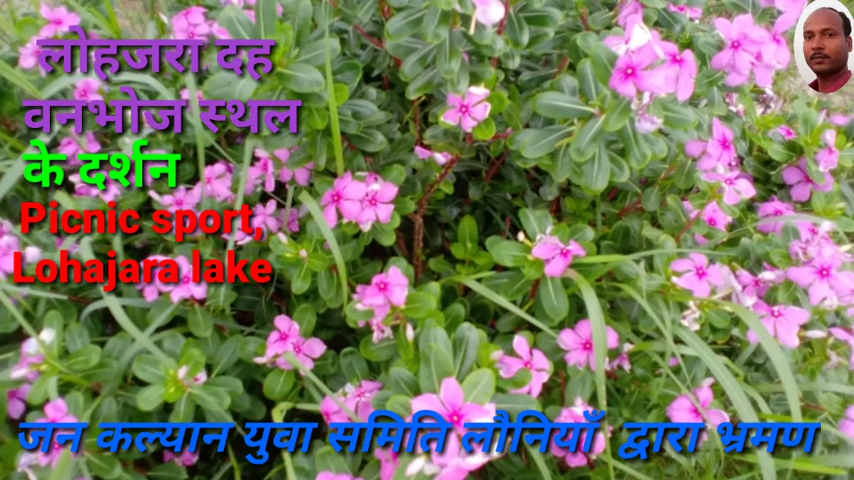 लोहजरा दह
वनभोज स्थल
के दर्शन
Picnic sport,
Lohajara lake
जन कल्यान युवा समिति लौनियाँ द्वारा भ्रमण